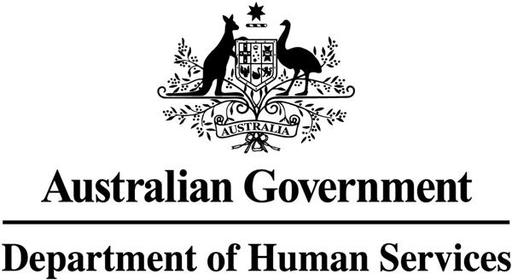 AUSTRALIA
Australian Government
Department of Human Services